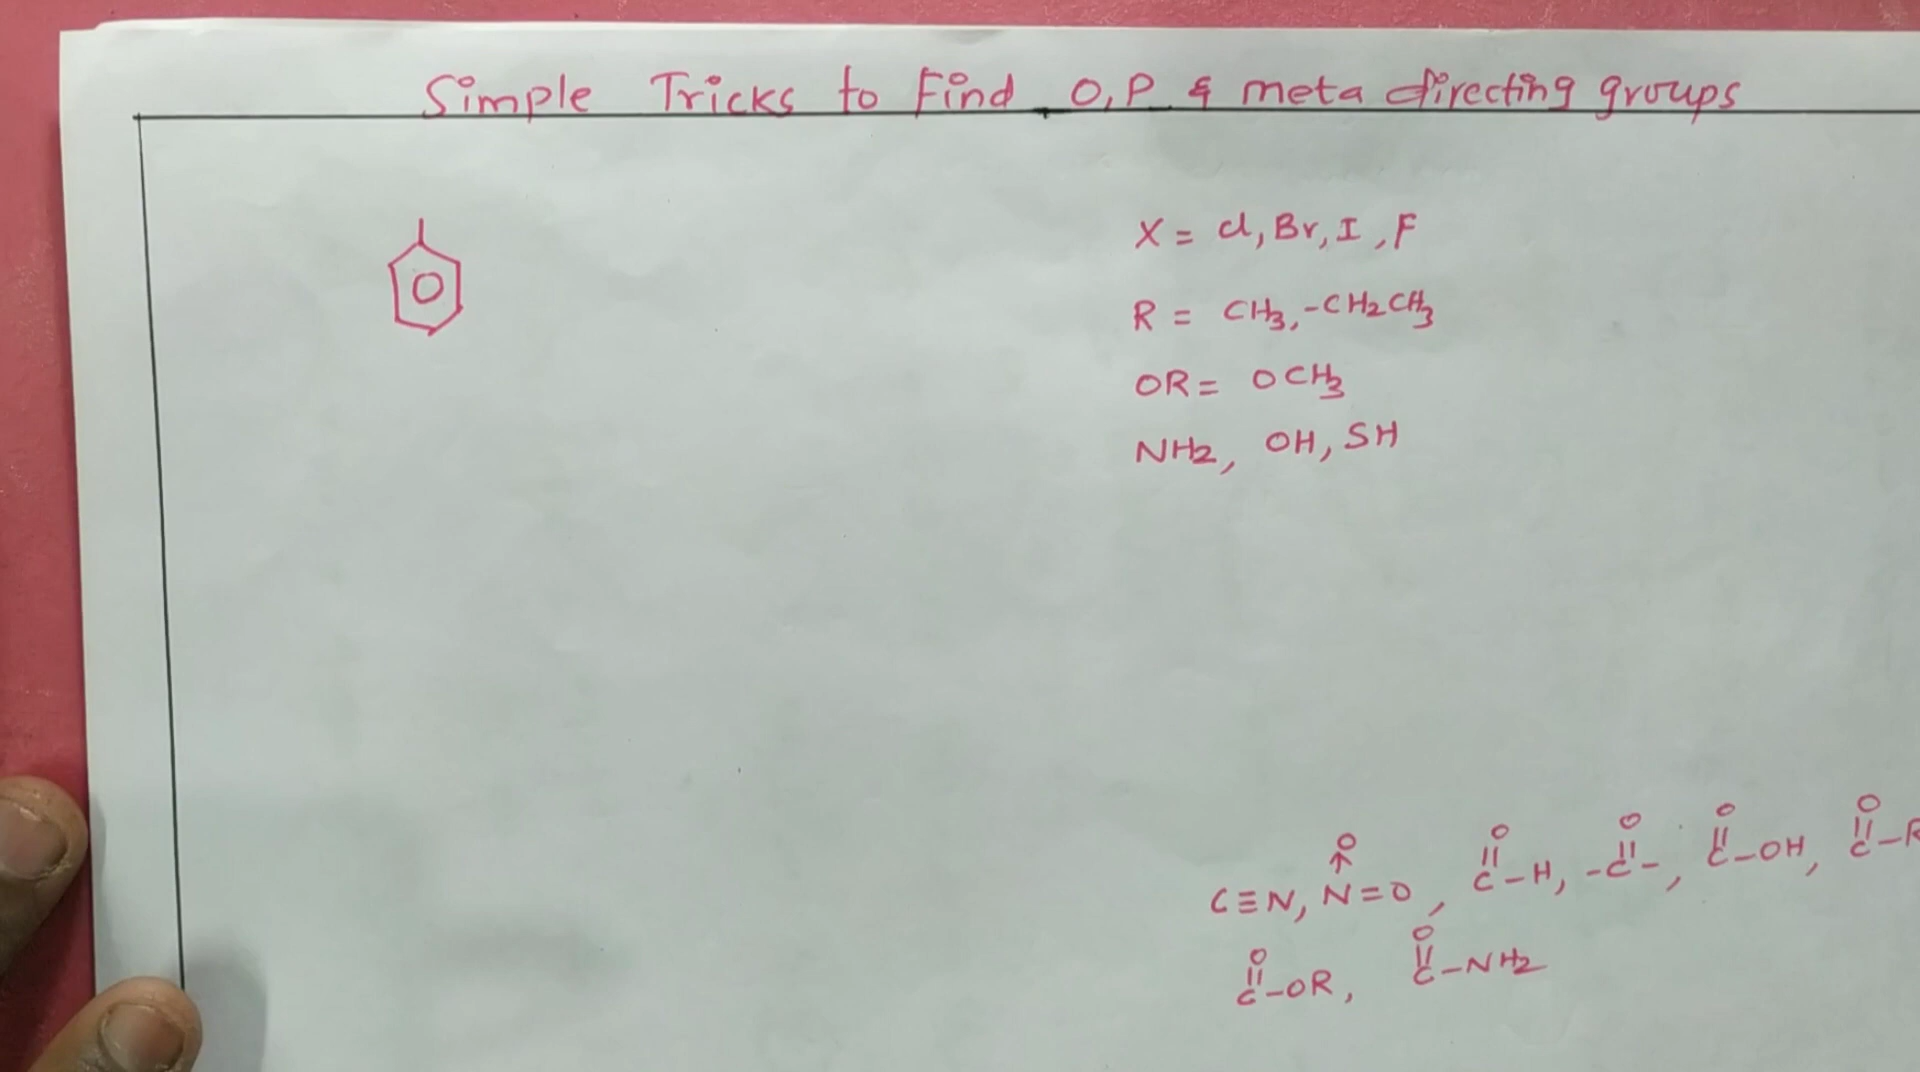 Simple Tricks to Find O,P & meta directing groups
X = Cl, Br, I, F
R = CH3, -CH2CH3
OR = OCH3
NH2, OH, SH
O O O O O O
C≡N, N=O, C-H, -C-, C-OH, C-R
O O
C-OR, C-NH2